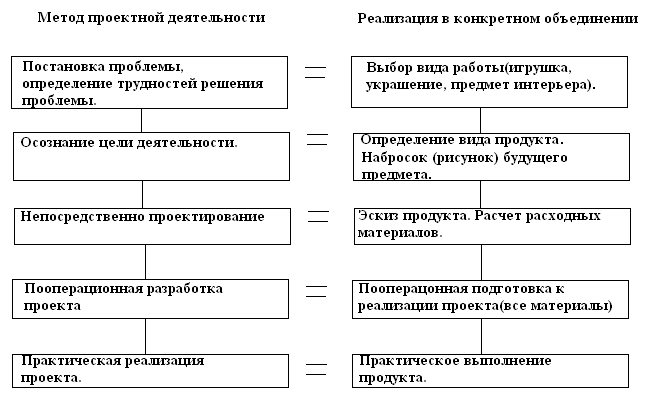 Метод проектной деятельности
Реализация в конкретном объединении
Постановка проблемы,
определение трудностей решения
проблемы.
=
Выбор вида работы(игрушка,
украшение, предмет интерьера).
Осознание цели деятельности.
=
Определение вида продукта.
Набросок (рисунок) будущего
предмета.
Непосредственно проектирование
=
Эскиз продукта. Расчет расходных
материалов.
Пооперационная разработка
проекта
=
Пооперацонная подготовка к
реализации проекта(все материалы)
Практическая реализация
проекта.
=
Практическое выполнение
продукта.